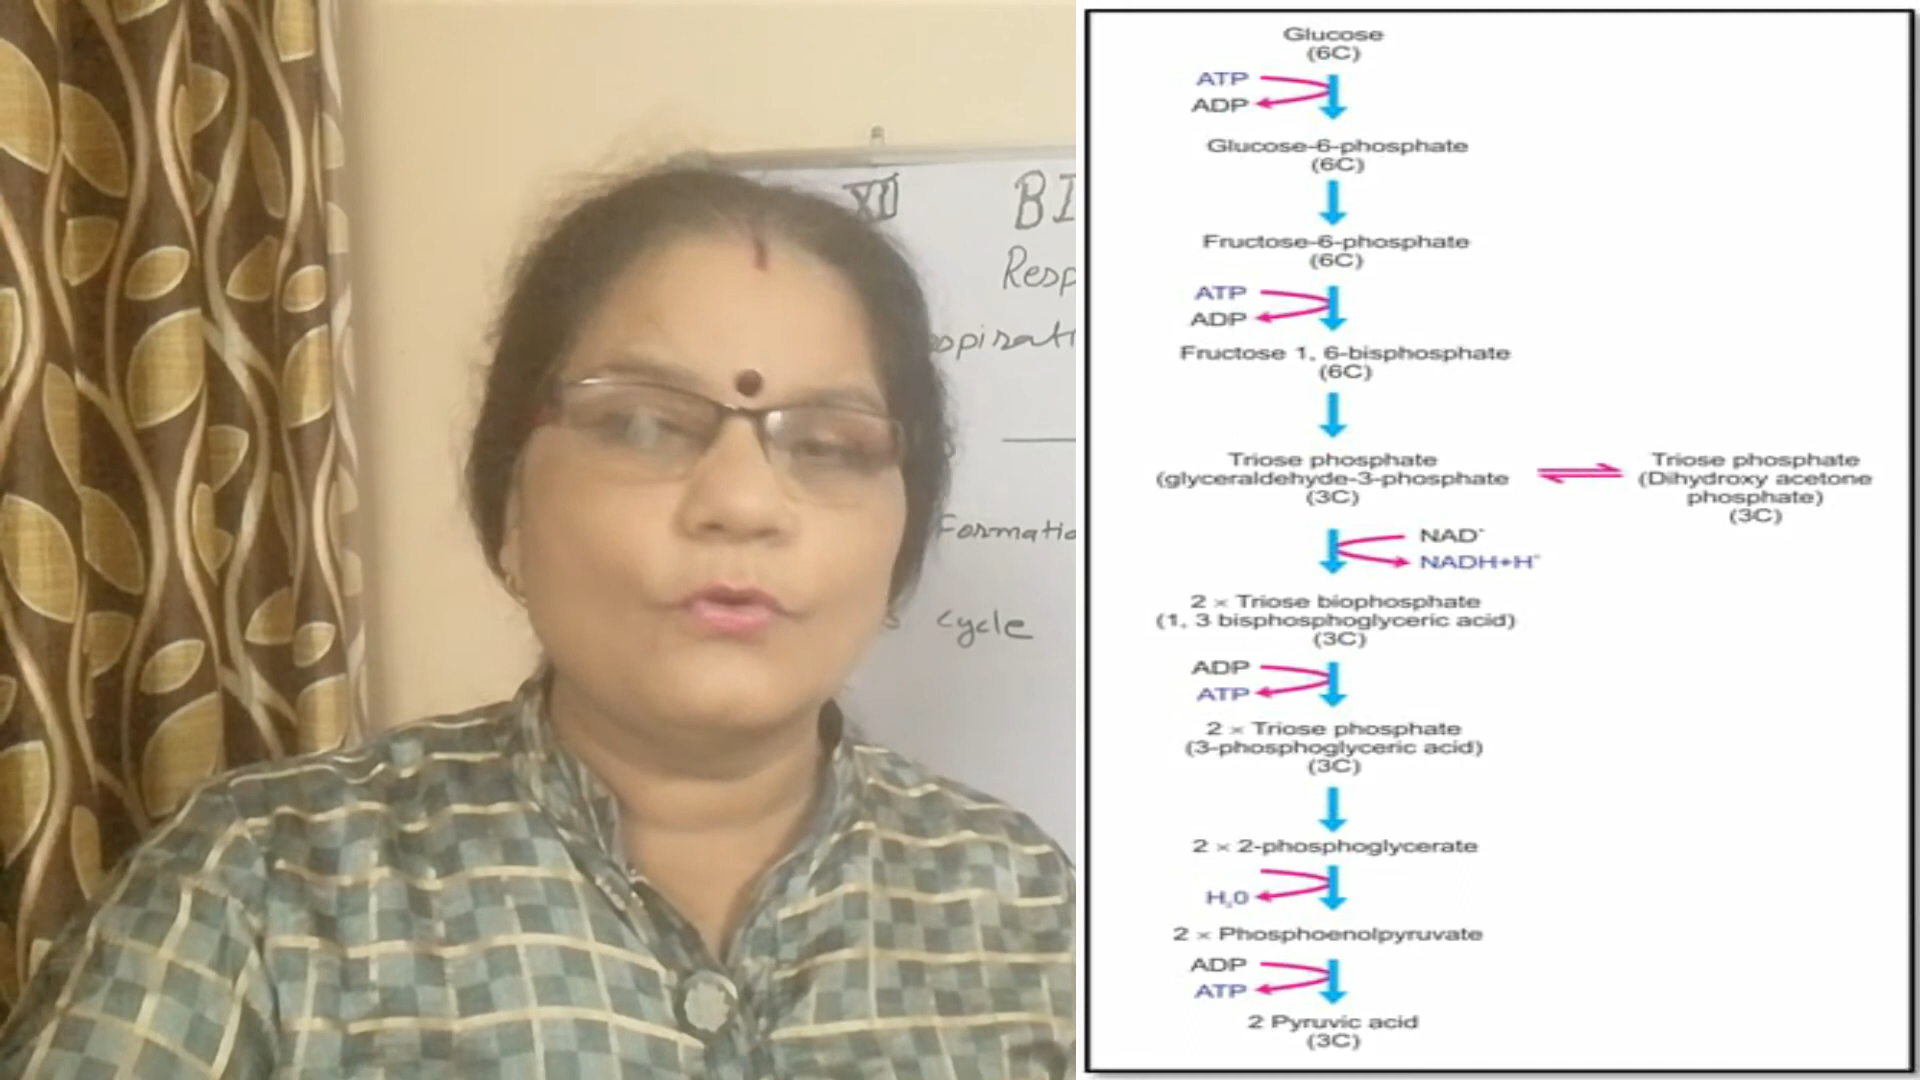 XI BI
Resp
espirati
Formatio
s cycle
Glucose
(6C)
ATP
ADP
Glucose-6-phosphate
(6C)
Fructose-6-phosphate
(6C)
ATP
ADP
Fructose 1, 6-bisphosphate
(6C)
Triose phosphate
(glyceraldehyde-3-phosphate
(3C)
Triose phosphate
(Dihydroxy acetone
phosphate)
(3C)
NAD⁺
NADH+H⁺
2 × Triose biophosphate
(1, 3 bisphosphoglyceric acid)
(3C)
ADP
ATP
2 × Triose phosphate
(3-phosphoglyceric acid)
(3C)
2 × 2-phosphoglycerate
H₂0
2 × Phosphoenolpyruvate
ADP
ATP
2 Pyruvic acid
(3C)